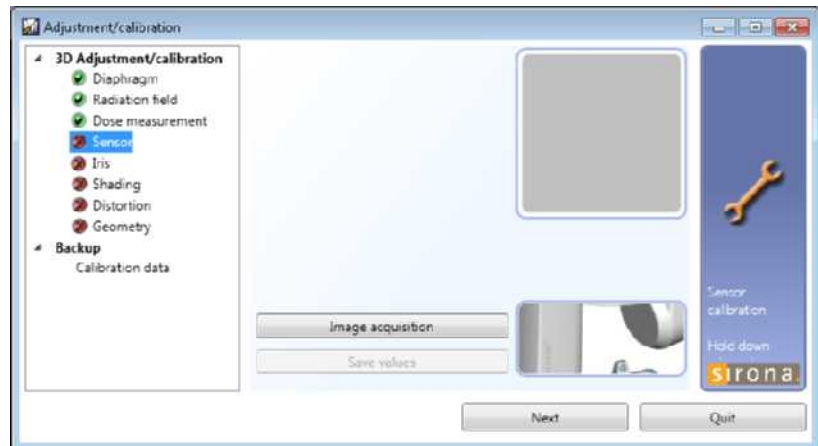 Adjustment/calibration
3D Adjustment/calibration
Diaphragm
Radiation field
Dose measurement
Sensor
Iris
Shading
Distortion
Geometry
Backup
Calibration data
Image acquisition
Save values
Sensor
calibration
Hold down
sirona.
Next
Quit